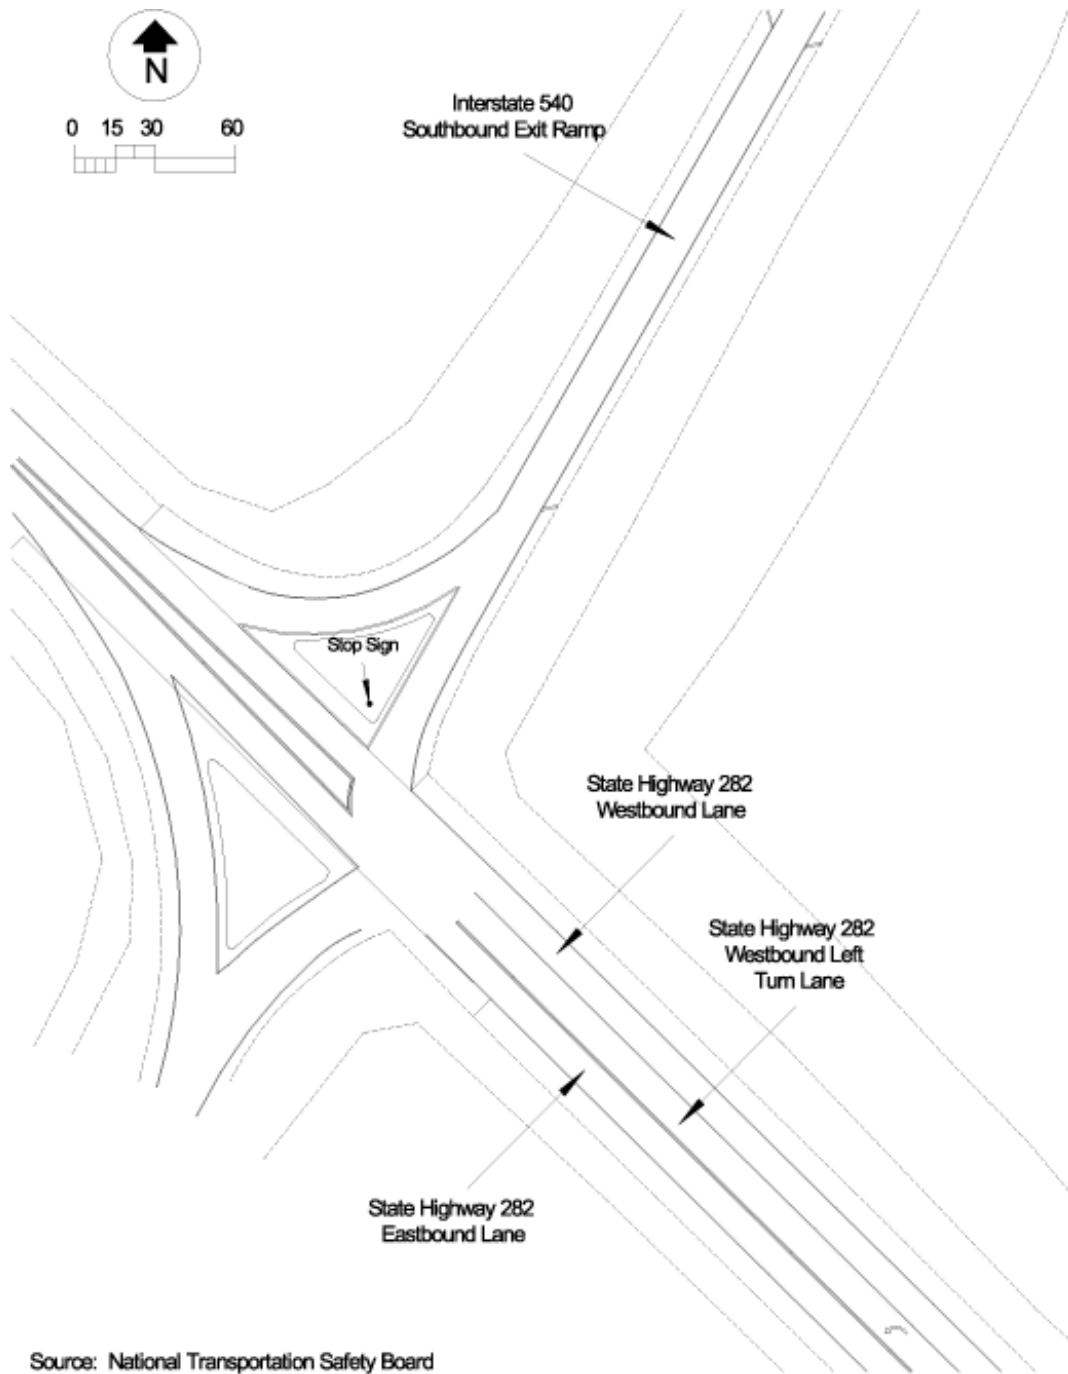 N
0 15 30 60
Interstate 540
Southbound Exit Ramp
Stop Sign
State Highway 282
Westbound Lane
State Highway 282
Westbound Left
Turn Lane
State Highway 282
Eastbound Lane
Source: National Transportation Safety Board